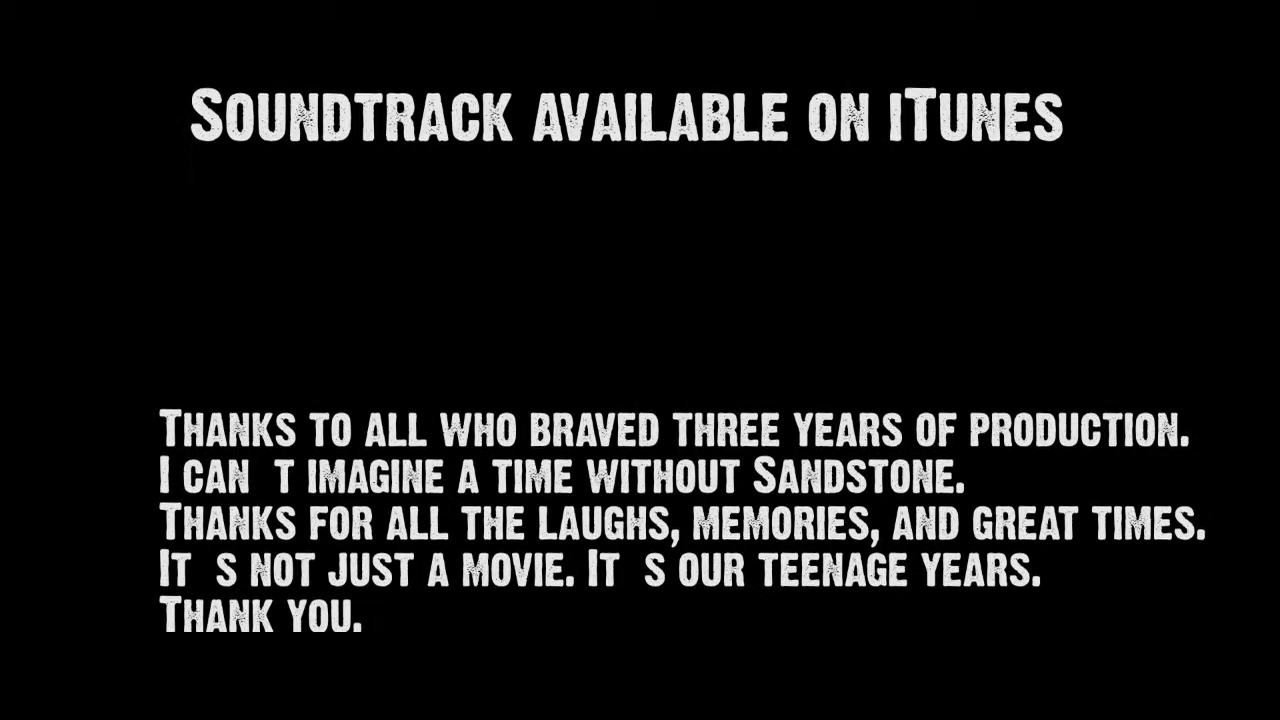 Soundtrack available on iTunes
Thanks to all who braved three years of production.
I can  t imagine a time without Sandstone.
Thanks for all the laughs, memories, and great times.
It  s not just a movie. It  s our teenage years.
Thank you.